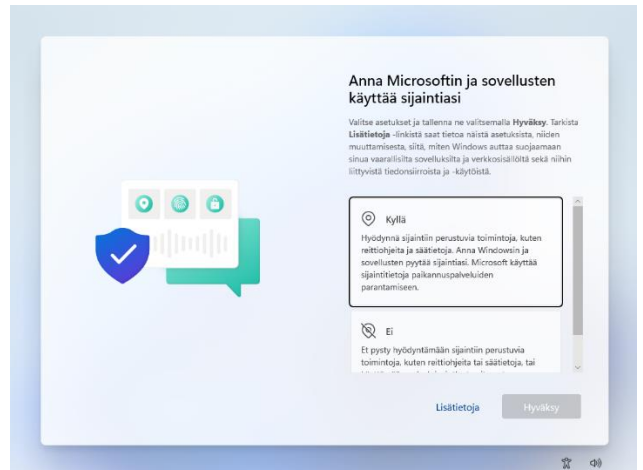 Anna Microsoftin ja sovellusten
käyttää sijaintiasi
Valitse asetukset ja tallenna ne valitsemalla Hyväksy. Tarkista
Lisätietoja -linkistä saat tietoa näistä asetuksista, niiden
muuttamisesta, siitä, miten Windows auttaa suojaamaan
sinua vaarallisilta sovelluksilta ja verkkosisällöltä sekä niihin
liittyvistä tiedonsiirroista ja -käytöistä.
Kyllä
Hyödynnä sijaintiin perustuvia toimintoja, kuten
reittiohjeita ja säätietoja. Anna Windowsin ja
sovellusten pyytää sijaintiasi. Microsoft käyttää
sijaintitietoja paikannuspalveluiden
parantamiseen.
Ei
Et pysty hyödyntämään sijaintiin perustuvia
toimintoja, kuten reittiohjeita tai säätietoja, tai
Lisätietoja
Hyväksy